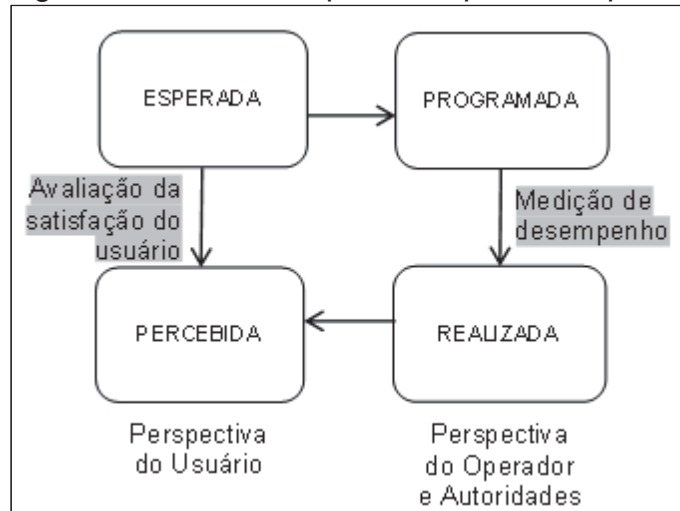 ESPERADA
PROGRAMADA
Avaliação da
satisfação do
usuário
Medição de
desempenho
PERCEBIDA
REALIZADA
Perspectiva
do Usuário
Perspectiva
do Operador
e Autoridades